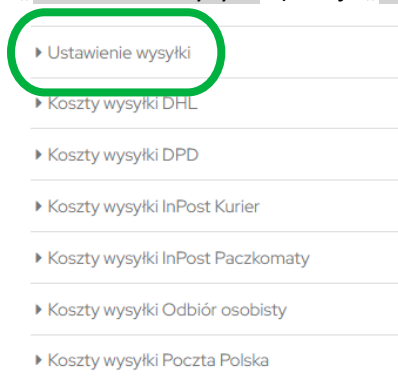 Ustawienie wysyłki
Koszty wysyłki DHL
Koszty wysyłki DPD
Koszty wysyłki InPost Kurier
Koszty wysyłki InPost Paczkomaty
Koszty wysyłki Odbiór osobisty
Koszty wysyłki Poczta Polska